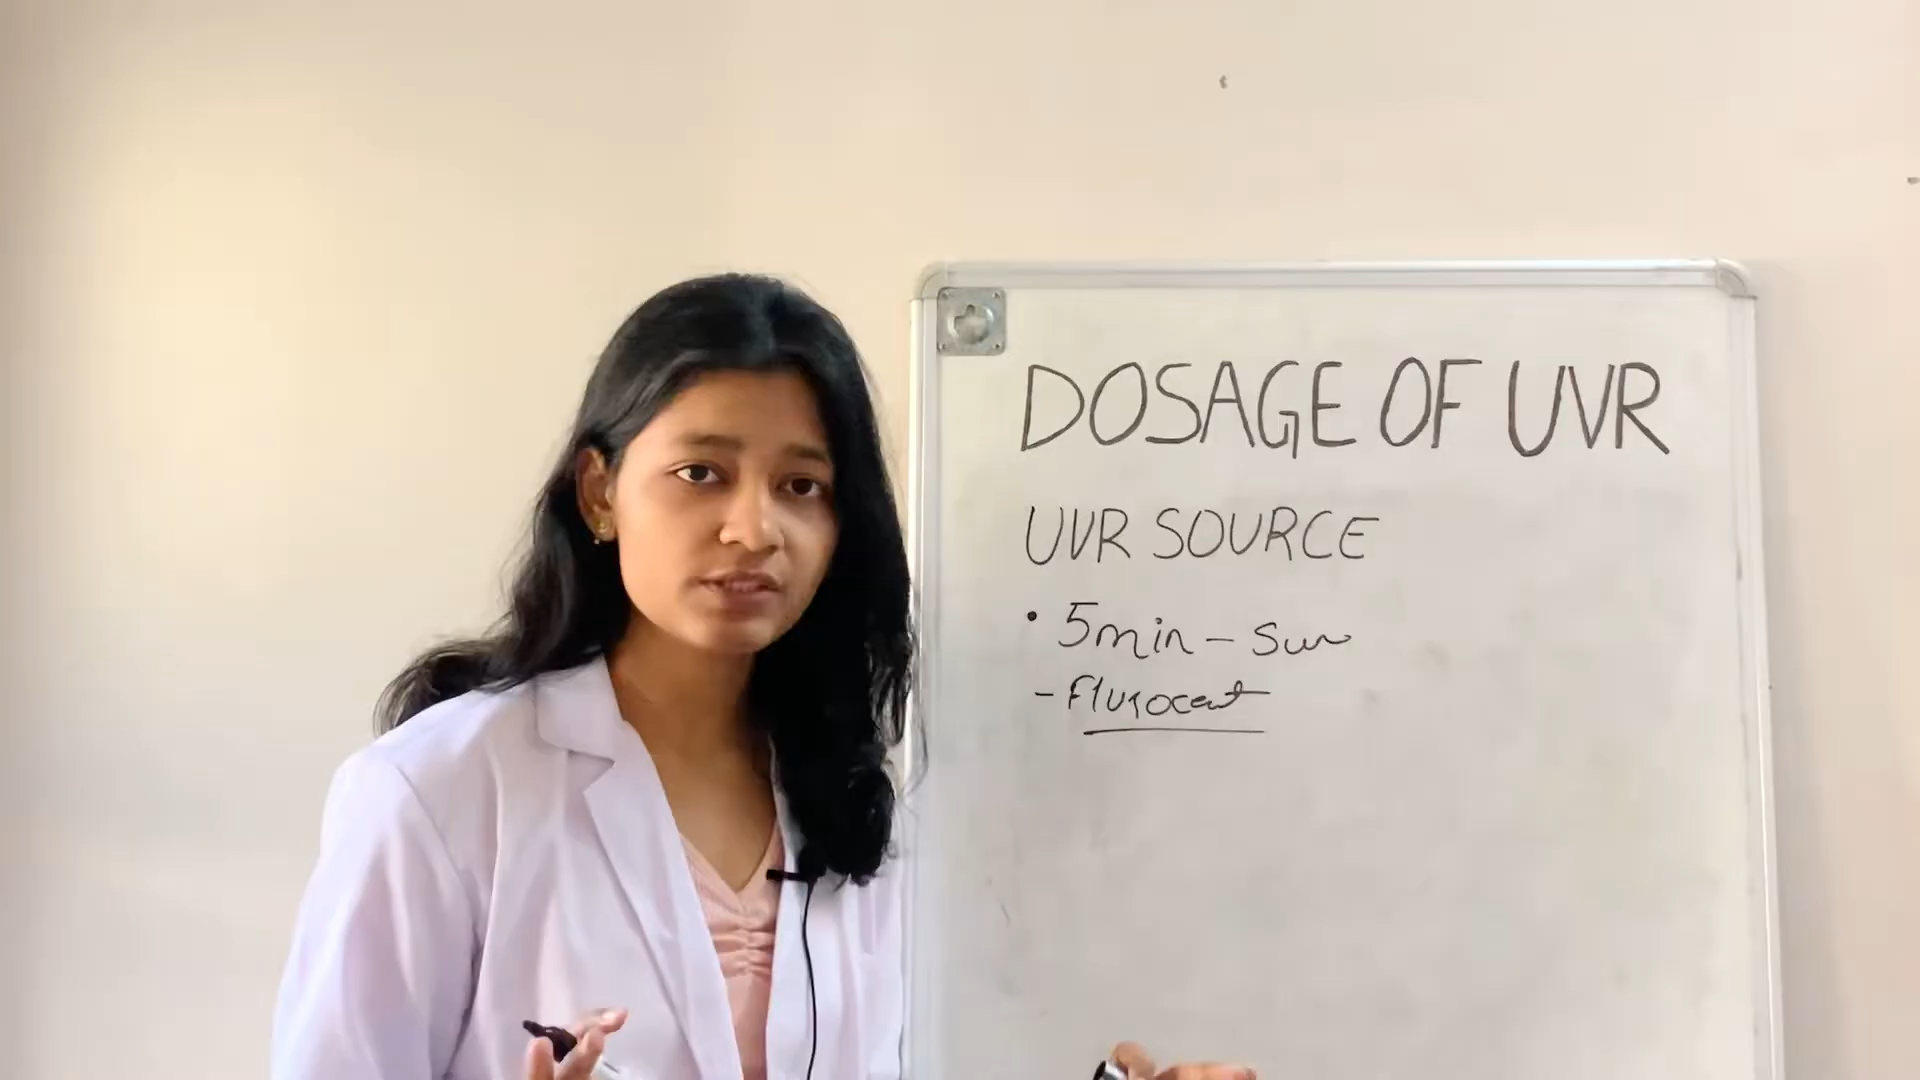 DOSAGE OF UVR
UVR SOURCE
• 5min - Sun
- Flurocent